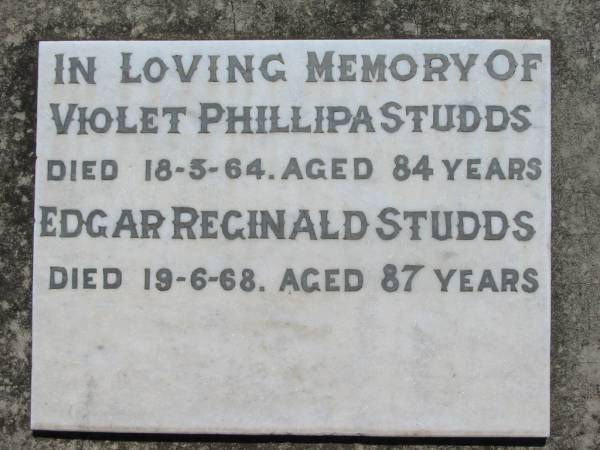 IN LOVING MEMORY OF
VIOLET PHILLIPA STUDDS
DIED 18-5-64. AGED 84 YEARS
EDGAR REGINALD STUDDS
DIED 19-6-68. AGED 87 YEARS